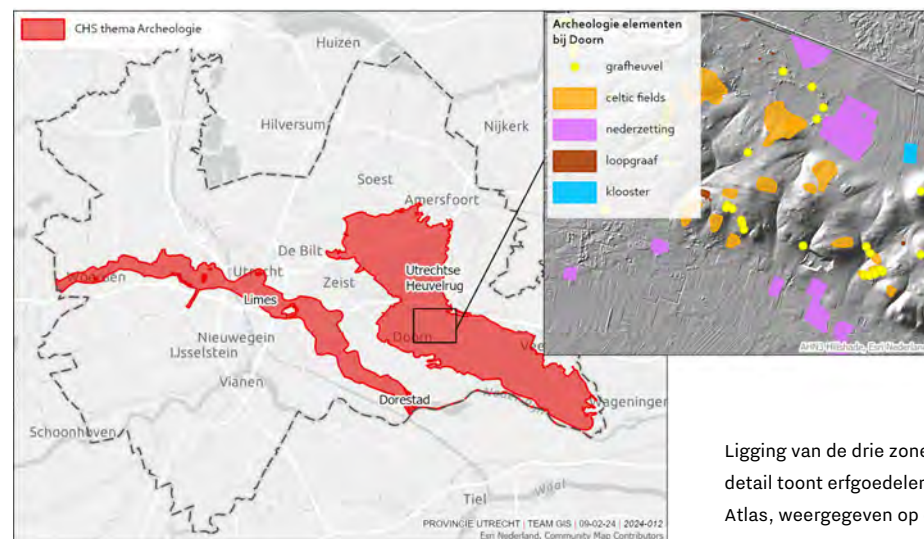 CHS thema Archeologie
Huizen
Hilversum
Nijkerk
Soest
Amersfoort
De Bilt
Utrecht
Zeist
Utrechtse
Heuvelrug
Limes
Doorn
Nieuwegein
IJsselstein
Vianen
Dorestad
Wageningen
Schoonhoven
Tiel
Waal
PROVINCIE UTRECHT | TEAM GIS | 09-02-24 | 2024-012
Esri Nederland, Community Map Contributors
Archeologie elementen
bij Doorn
grafheuvel
celtic fields
nederzetting
loopgraaf
klooster
AHN3 Hillshade, Esri Nederland
Ligging van de drie zone
detail toont erfgoedeler
Atlas, weergegeven op